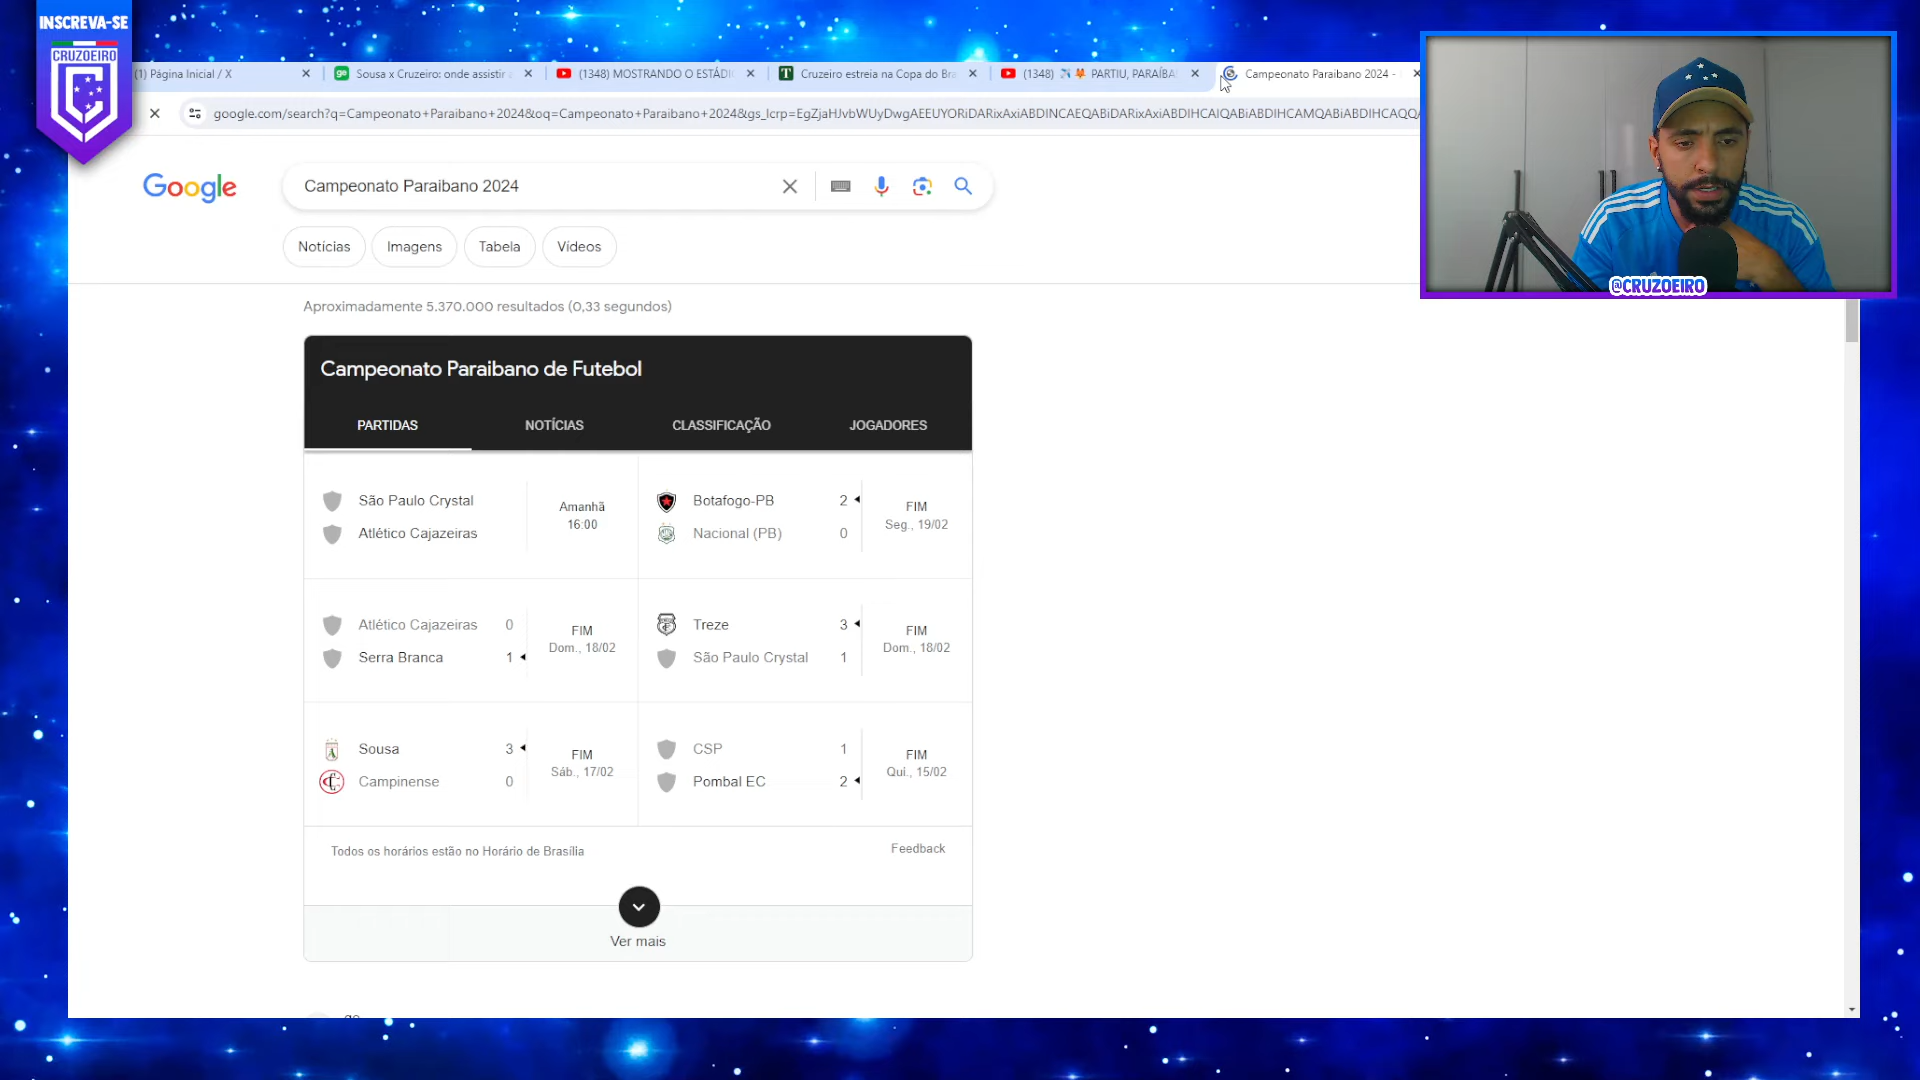 INSCREVA-SE
CRUZOEIRO
(1) Página Inicial / X
Sousa x Cruzeiro: onde assistir
(1348) MOSTRANDO O ESTÁDI
Cruzeiro estreia na Copa do Bra
(1348) ✈️ 🦊 PARTIU, PARAÍBA
Campeonato Paraibano 2024 -
google.com/search?q=Campeonato+Paraibano+2024&oq=Campeonato+Paraibano+2024&gs_lcrp=EgZjaHJvbWUyDwgAEEUYORiDARixAxiABDINCAEQABiDARixAxiABDIHCAIQABiABDIHCAMQABiABDIHCAQQA
Google
Campeonato Paraibano 2024
Notícias
Imagens
Tabela
Vídeos
Aproximadamente 5.370.000 resultados (0,33 segundos)
Campeonato Paraibano de Futebol
PARTIDAS
NOTÍCIAS
CLASSIFICAÇÃO
JOGADORES
São Paulo Crystal
Atlético Cajazeiras
Amanhã
16:00
Botafogo-PB 2
Nacional (PB) 0
FIM
Seg., 19/02
Atlético Cajazeiras 0
Serra Branca 1
FIM
Dom., 18/02
Treze 3
São Paulo Crystal 1
FIM
Dom., 18/02
Sousa 3
Campinense 0
FIM
Sáb., 17/02
CSP 1
Pombal EC 2
FIM
Qui., 15/02
Todos os horários estão no Horário de Brasília
Feedback
Ver mais
@CRUZOEIRO